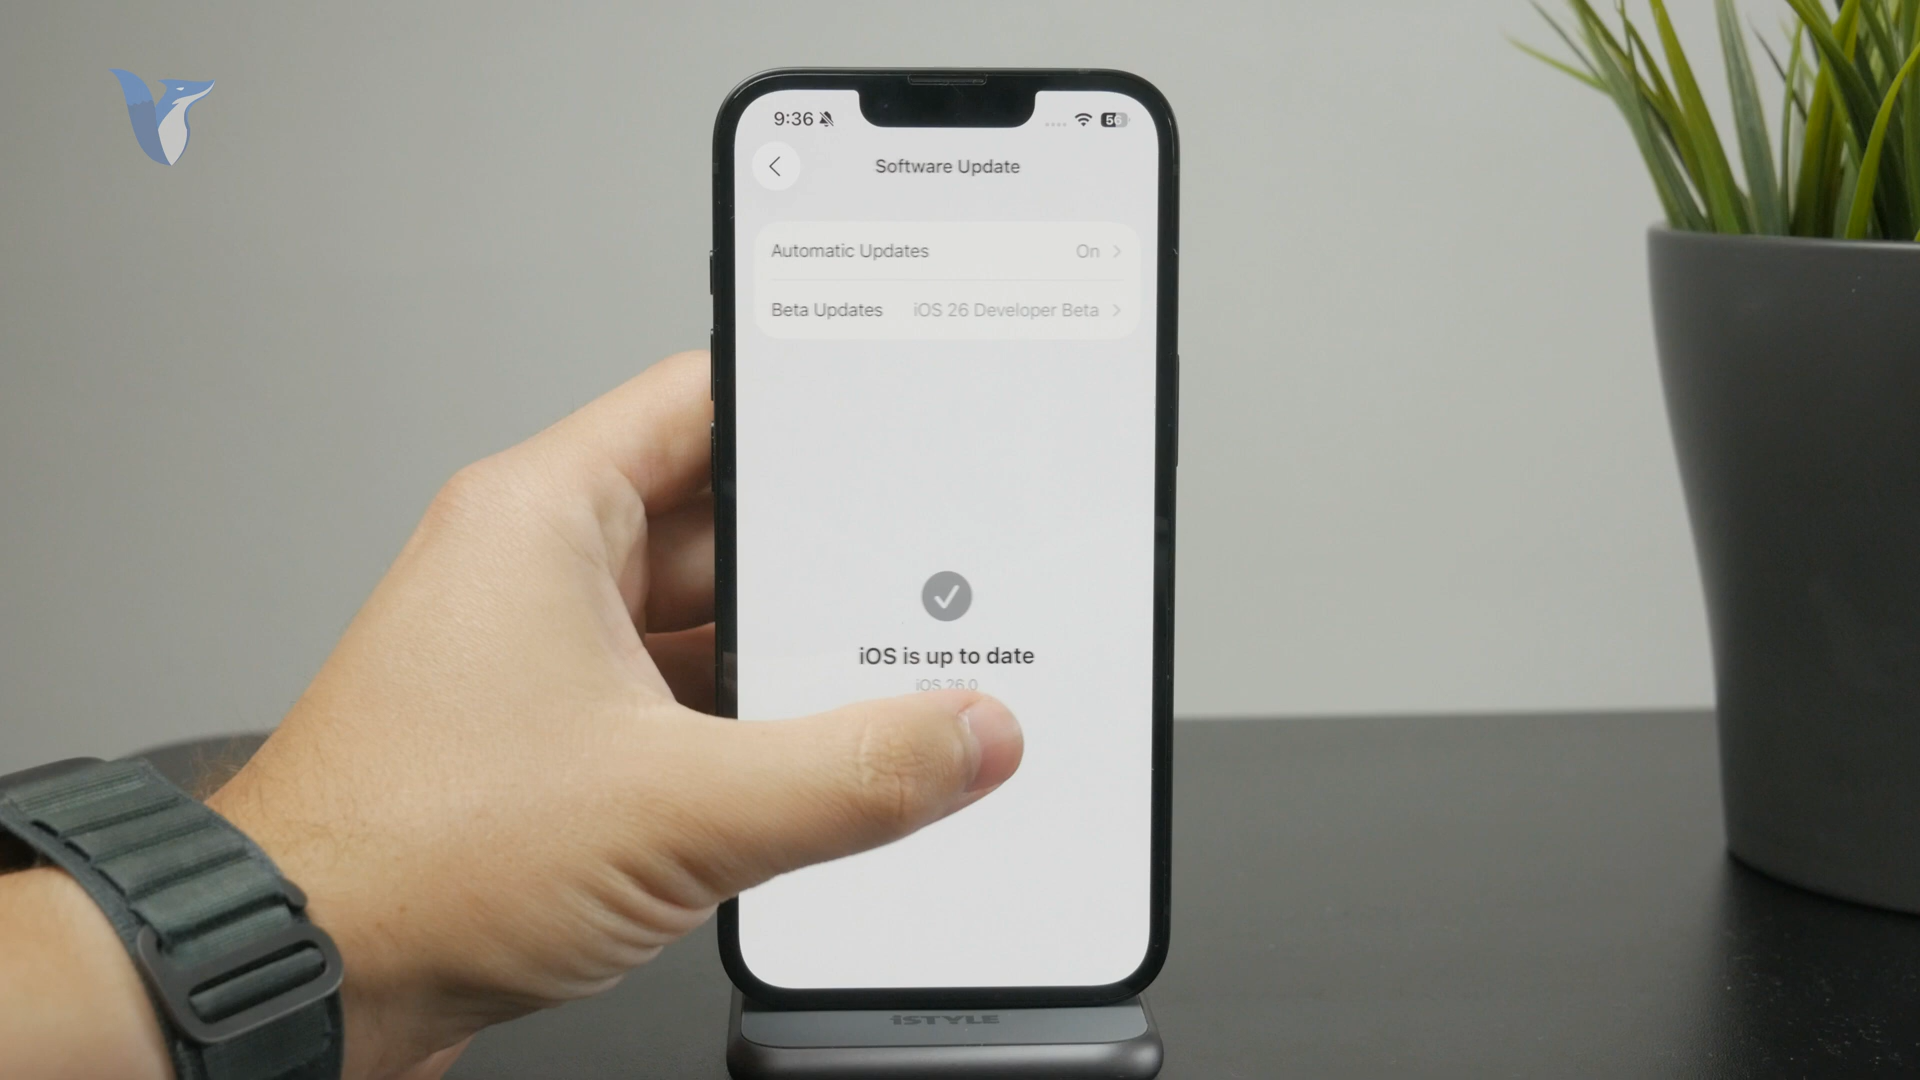 9:36
56
Software Update
Automatic Updates On
Beta Updates iOS 26 Developer Beta
iOS is up to date
iOS 26.0
iSTYLE